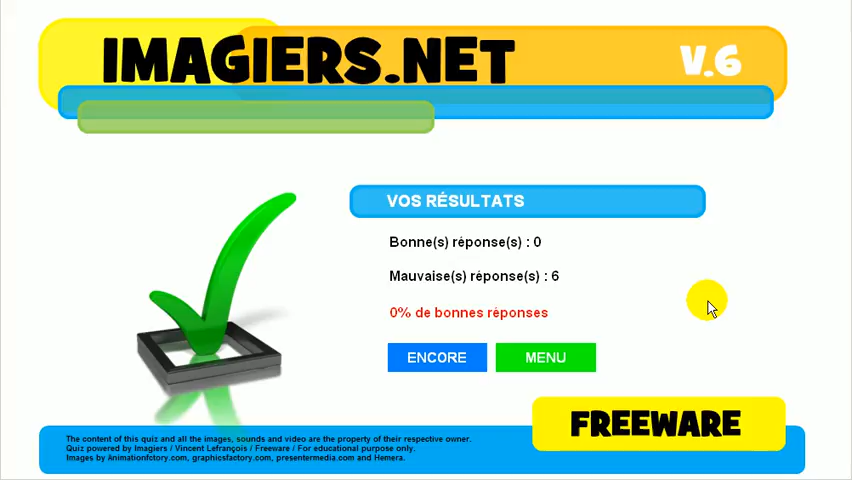 IMAGIERS.NET
V.6
VOS RÉSULTATS
Bonne(s) réponse(s) : 0
Mauvaise(s) réponse(s) : 6
0% de bonnes réponses
ENCORE
MENU
FREEWARE
The content of this quiz and all the images, sounds and video are the property of their respective owner.
Quiz powered by Imagiers / Vincent Lefrançois / Freeware / For educational purpose only.
Images by Animationfctory.com, graphicsfactory.com, presentermedia.com and Hemera.